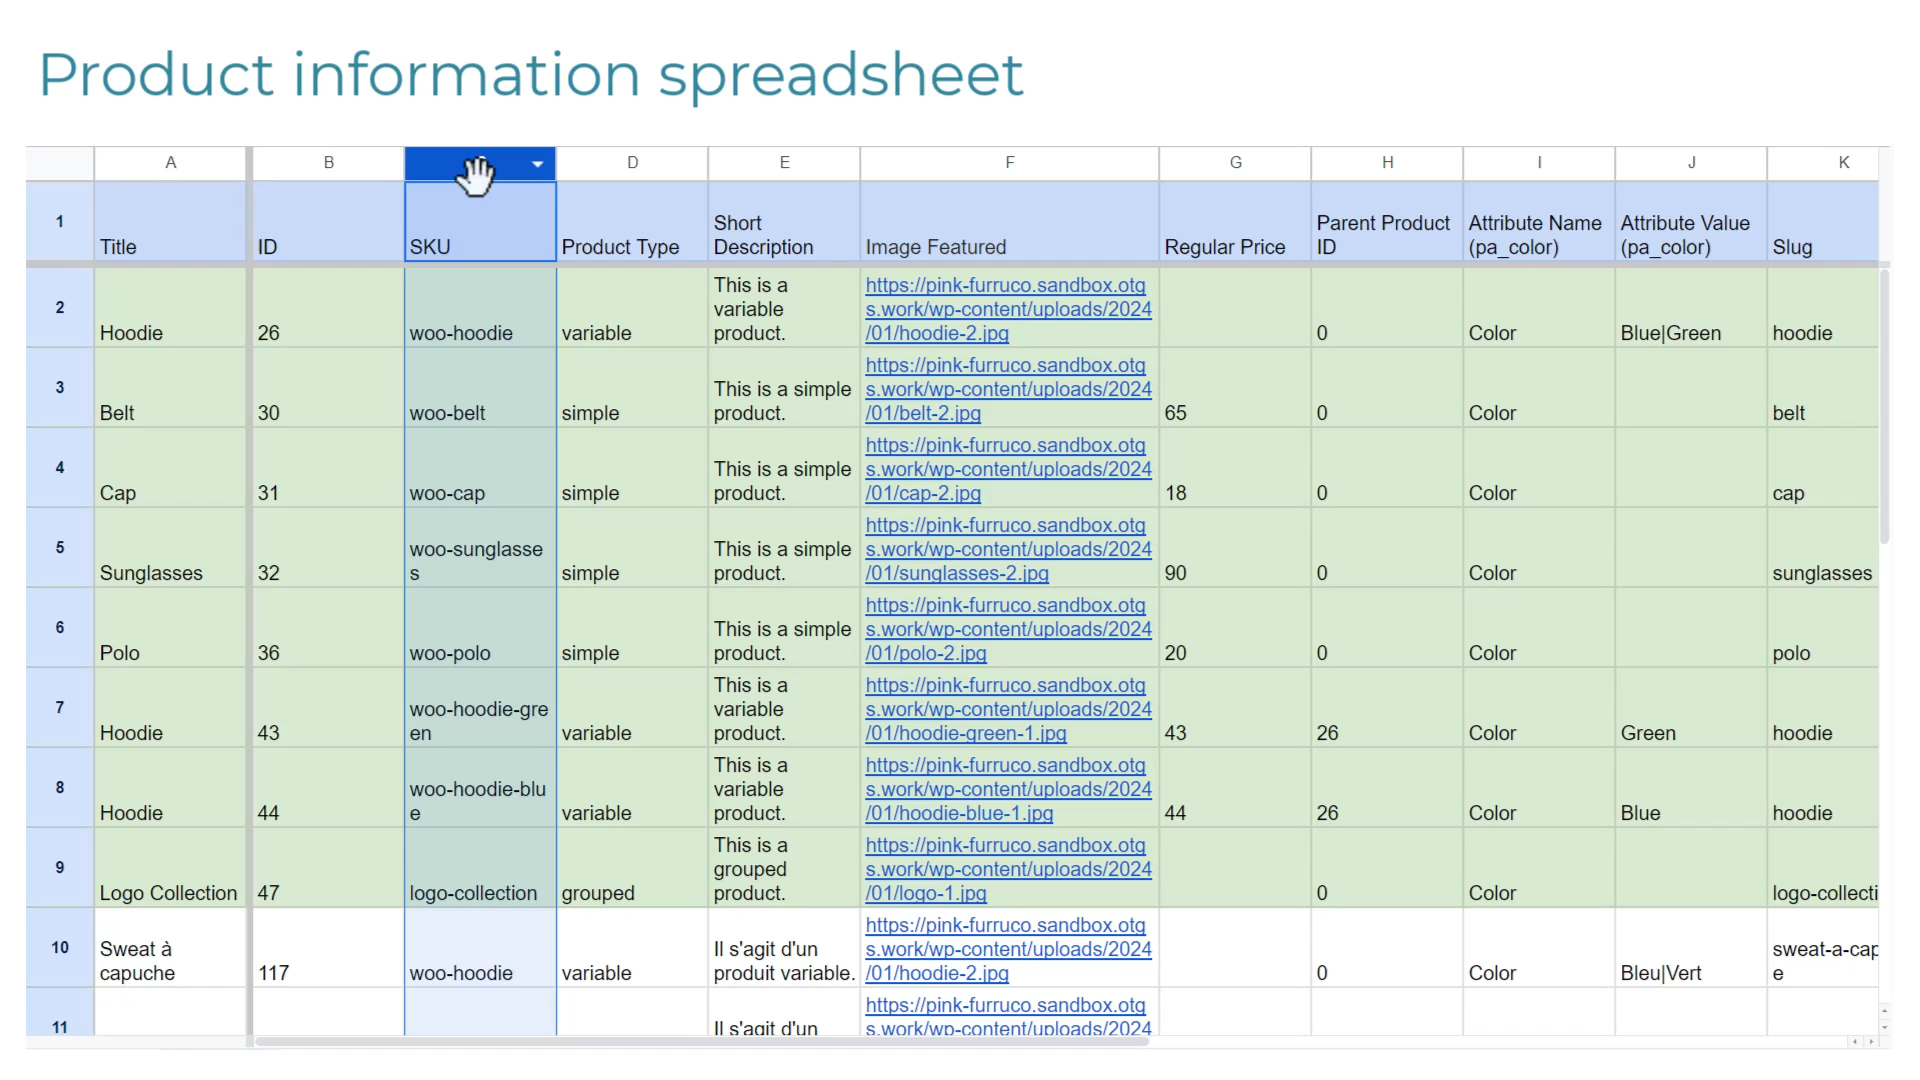 Product information spreadsheet
A B D E F G H I J K
1 Title ID SKU Product Type Short Description Image Featured Regular Price Parent Product ID Attribute Name (pa_color) Attribute Value (pa_color) Slug
2 Hoodie 26 woo-hoodie variable This is a variable product. https://pink-furruco.sandbox.otgs.work/wp-content/uploads/2024/01/hoodie-2.jpg 0 Color Blue|Green hoodie
3 Belt 30 woo-belt simple This is a simple product. https://pink-furruco.sandbox.otgs.work/wp-content/uploads/2024/01/belt-2.jpg 65 0 Color belt
4 Cap 31 woo-cap simple This is a simple product. https://pink-furruco.sandbox.otgs.work/wp-content/uploads/2024/01/cap-2.jpg 18 0 Color cap
5 Sunglasses 32 woo-sunglasses simple This is a simple product. https://pink-furruco.sandbox.otgs.work/wp-content/uploads/2024/01/sunglasses-2.jpg 90 0 Color sunglasses
6 Polo 36 woo-polo simple This is a simple product. https://pink-furruco.sandbox.otgs.work/wp-content/uploads/2024/01/polo-2.jpg 20 0 Color polo
7 Hoodie 43 woo-hoodie-green variable This is a variable product. https://pink-furruco.sandbox.otgs.work/wp-content/uploads/2024/01/hoodie-green-1.jpg 43 26 Color Green hoodie
8 Hoodie 44 woo-hoodie-blue variable This is a variable product. https://pink-furruco.sandbox.otgs.work/wp-content/uploads/2024/01/hoodie-blue-1.jpg 44 26 Color Blue hoodie
9 Logo Collection 47 logo-collection grouped This is a grouped product. https://pink-furruco.sandbox.otgs.work/wp-content/uploads/2024/01/logo-1.jpg 0 Color logo-collecti
10 Sweat à capuche 117 woo-hoodie variable Il s'agit d'un produit variable. https://pink-furruco.sandbox.otgs.work/wp-content/uploads/2024/01/hoodie-2.jpg 0 Color Bleu|Vert sweat-a-cape
11 Il s'agit d'un https://pink-furruco.sandbox.otgs.work/wp-content/uploads/2024